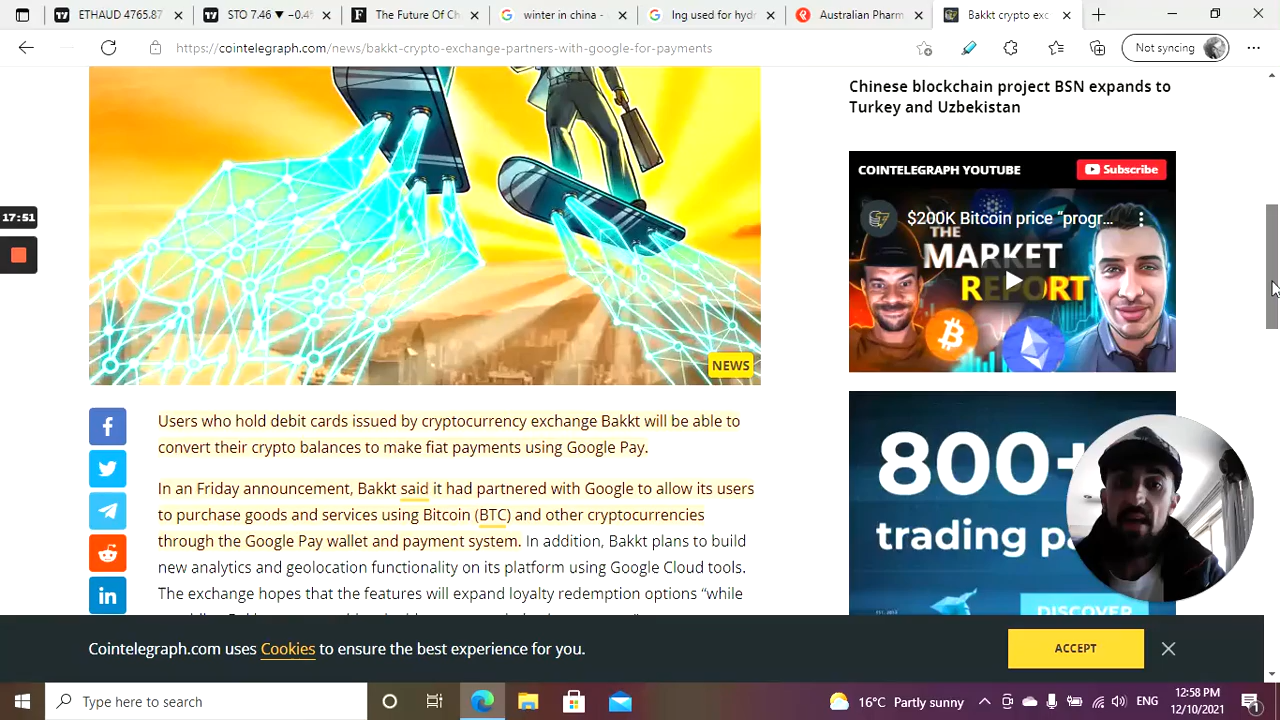 ETHAUD 4765.87
STO 7.46 ▼ −0.4%
The Future Of Ch
winter in china -
Ing used for hydr
Australian Pharm
Bakkt crypto exc
https://cointelegraph.com/news/bakkt-crypto-exchange-partners-with-google-for-payments
Not syncing
Chinese blockchain project BSN expands to
Turkey and Uzbekistan
COINTELEGRAPH YOUTUBE
Subscribe
$200K Bitcoin price “progr...
THE
MARKET
REPORT
17:51
NEWS
Users who hold debit cards issued by cryptocurrency exchange Bakkt will be able to
convert their crypto balances to make fiat payments using Google Pay.
In an Friday announcement, Bakkt said it had partnered with Google to allow its users
to purchase goods and services using Bitcoin (BTC) and other cryptocurrencies
through the Google Pay wallet and payment system. In addition, Bakkt plans to build
new analytics and geolocation functionality on its platform using Google Cloud tools.
The exchange hopes that the features will expand loyalty redemption options “while
800+
trading pa
DISCOVER
Cointelegraph.com uses Cookies to ensure the best experience for you.
ACCEPT
Type here to search
16°C Partly sunny
ENG
12:58 PM
12/10/2021